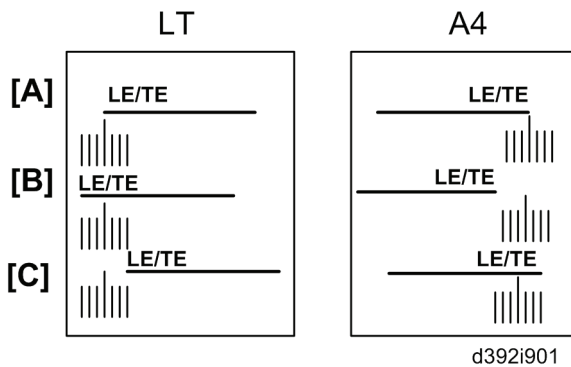 LT A4
[A] LE/TE LE/TE
[B] LE/TE LE/TE
[C] LE/TE LE/TE
d392i901